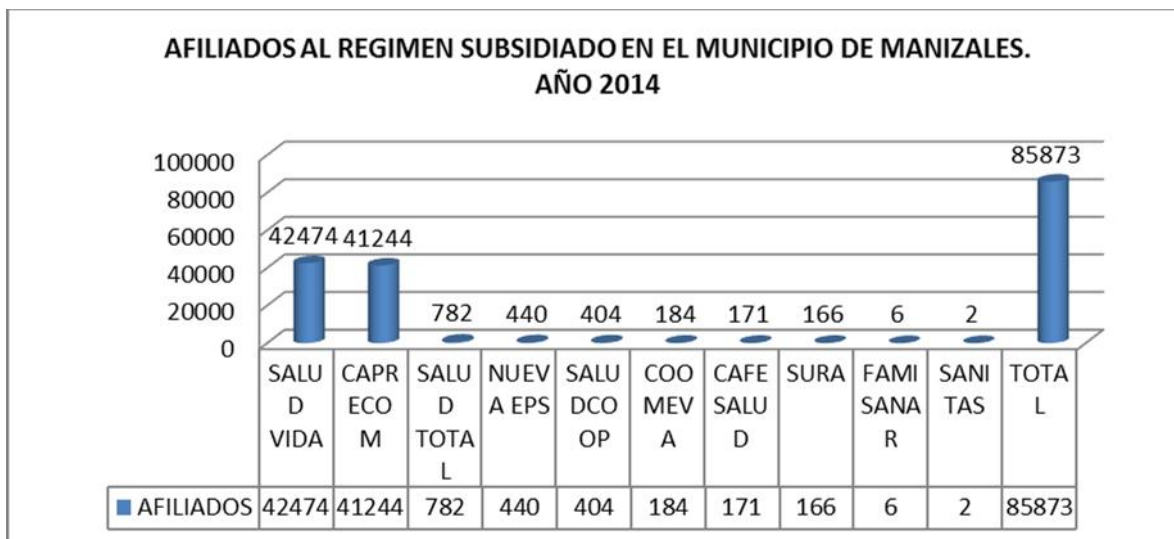 AFILIADOS AL REGIMEN SUBSIDIADO EN EL MUNICIPIO DE MANIZALES.
AÑO 2014
100000
80000
60000
40000
20000
0
42474 41244 782 440 404 184 171 166 6 2 85873
SALU
D
VIDA
CAPR
ECO
M
SALU
D
TOTA
L
NUEV
A EPS
SALU
DCO
OP
COO
MEV
A
CAFE
SALU
D
SURA
FAMI
SANA
R
SANI
TAS
TOTA
L
AFILIADOS 42474 41244 782 440 404 184 171 166 6 2 85873